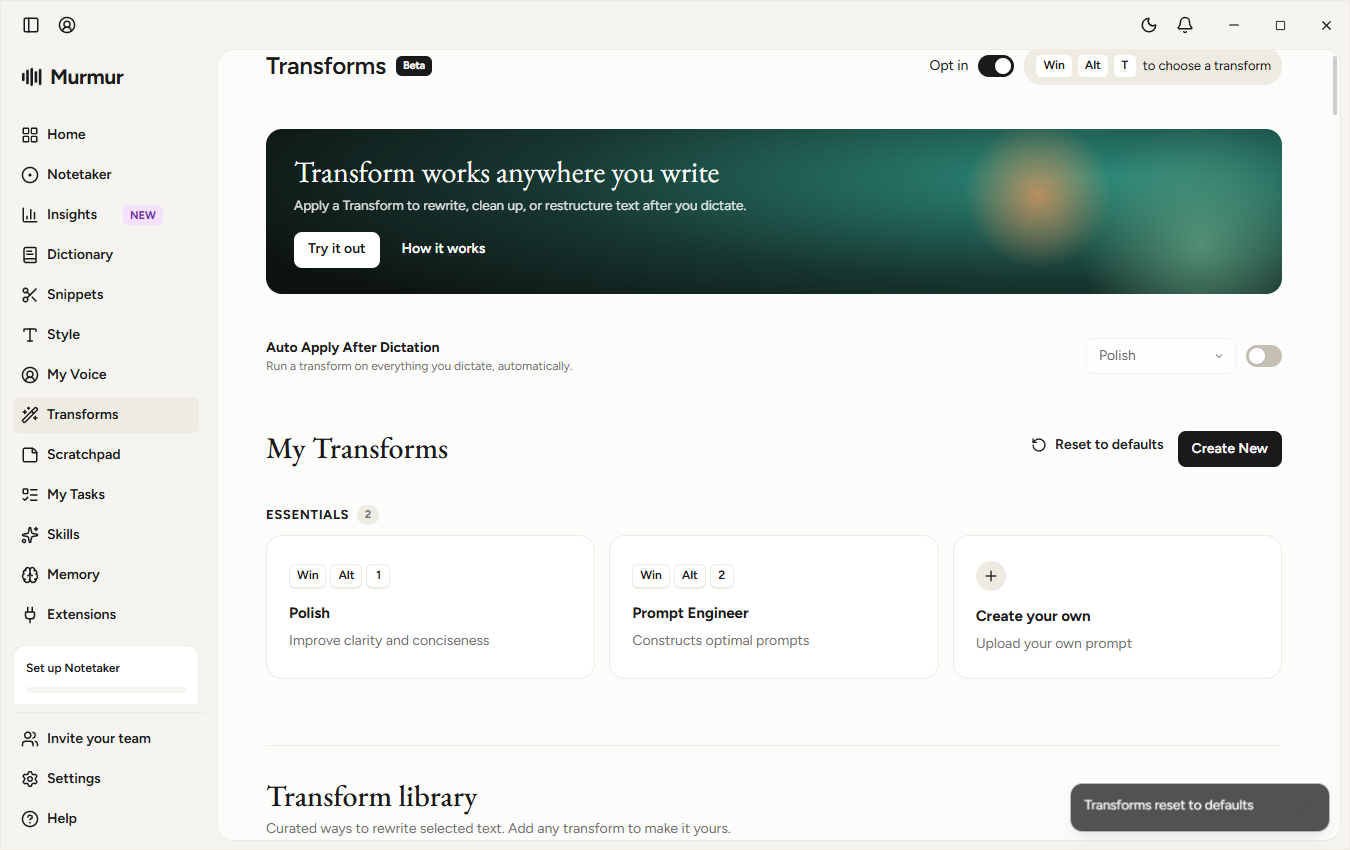 Murmur
Home
Notetaker
Insights NEW
Dictionary
Snippets
Style
My Voice
Transforms
Scratchpad
My Tasks
Skills
Memory
Extensions
Set up Notetaker
Invite your team
Settings
Help
Transforms Beta
Opt in
Win Alt T to choose a transform
Transform works anywhere you write
Apply a Transform to rewrite, clean up, or restructure text after you dictate.
Try it out How it works
Auto Apply After Dictation
Run a transform on everything you dictate, automatically.
Polish
My Transforms
Reset to defaults
Create New
ESSENTIALS 2
Win Alt 1
Polish
Improve clarity and conciseness
Win Alt 2
Prompt Engineer
Constructs optimal prompts
Create your own
Upload your own prompt
Transform library
Curated ways to rewrite selected text. Add any transform to make it yours.
Transforms reset to defaults